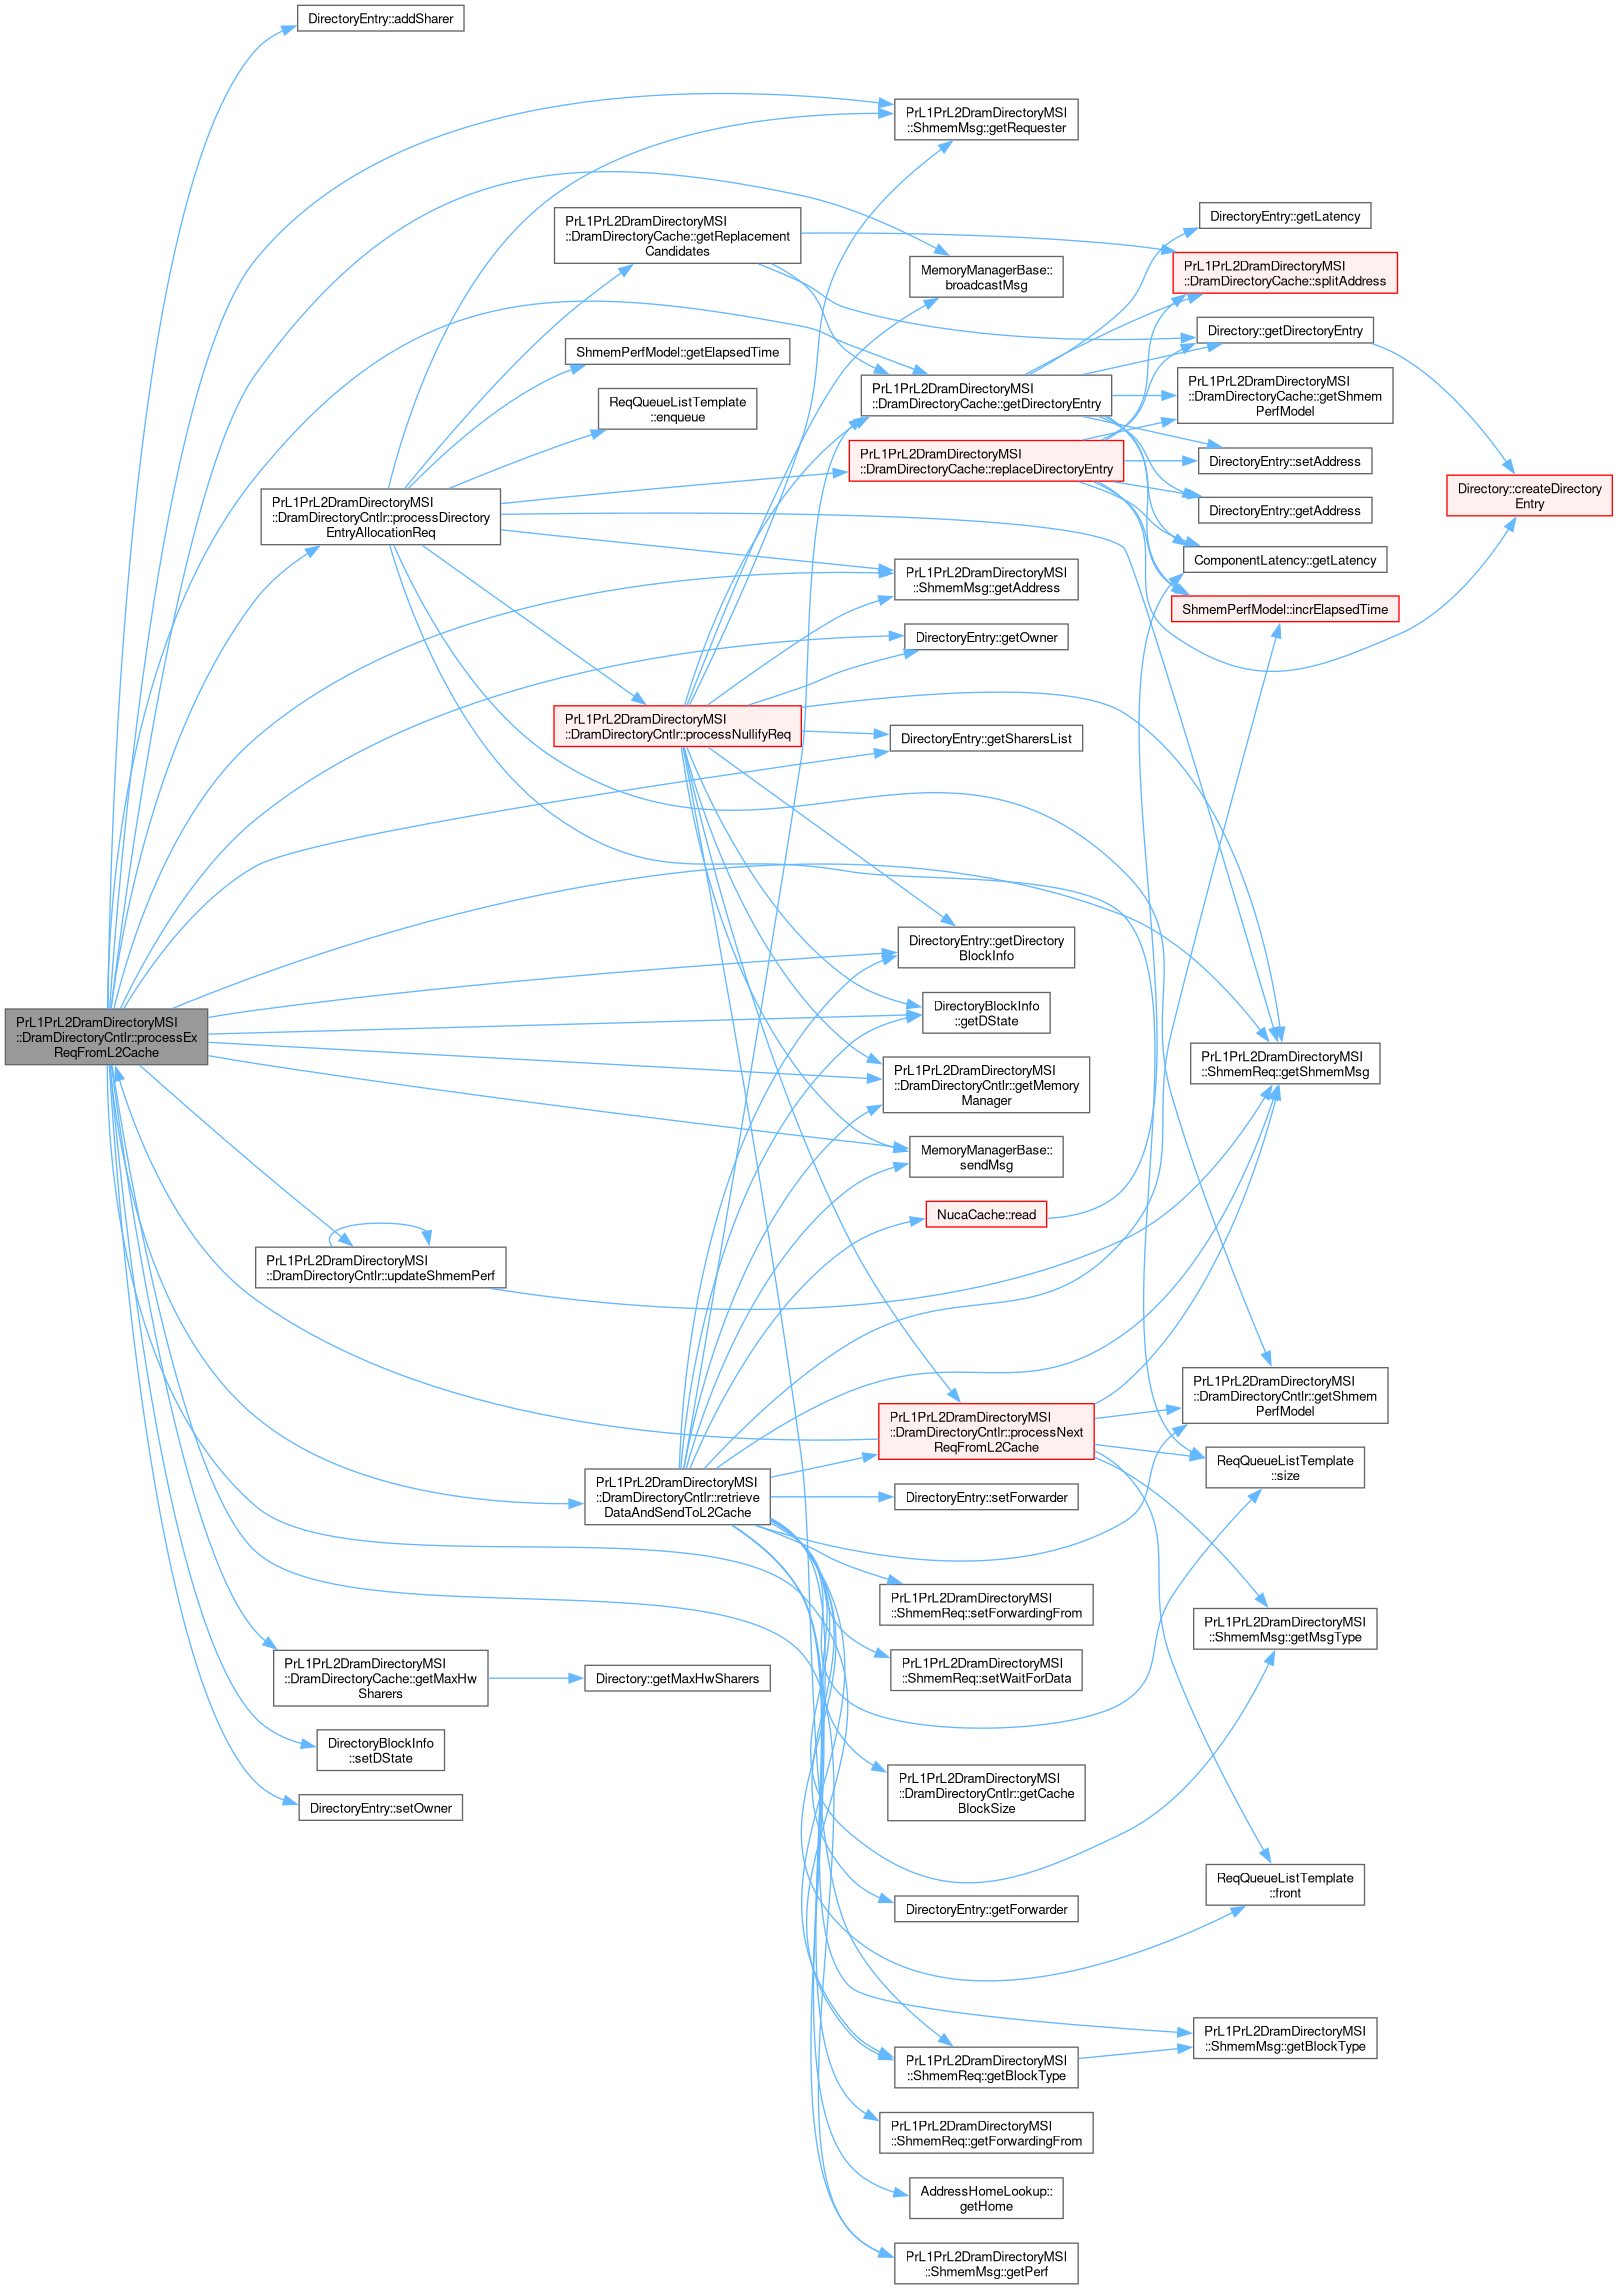 DirectoryEntry::addSharer
PrL1PrL2DramDirectoryMSI
::ShmemMsg::getRequester
DirectoryEntry::getLatency
PrL1PrL2DramDirectoryMSI
::DramDirectoryCache::getReplacement
Candidates
MemoryManagerBase::
broadcastMsg
PrL1PrL2DramDirectoryMSI
::DramDirectoryCache::splitAddress
Directory::getDirectoryEntry
ShmemPerfModel::getElapsedTime
PrL1PrL2DramDirectoryMSI
::DramDirectoryCache::getDirectoryEntry
PrL1PrL2DramDirectoryMSI
::DramDirectoryCache::getShmem
PerfModel
ReqQueueListTemplate
::enqueue
PrL1PrL2DramDirectoryMSI
::DramDirectoryCache::replaceDirectoryEntry
DirectoryEntry::setAddress
Directory::createDirectory
Entry
DirectoryEntry::getAddress
PrL1PrL2DramDirectoryMSI
::DramDirectoryCntlr::processDirectory
EntryAllocationReq
ComponentLatency::getLatency
PrL1PrL2DramDirectoryMSI
::ShmemMsg::getAddress
ShmemPerfModel::incrElapsedTime
DirectoryEntry::getOwner
PrL1PrL2DramDirectoryMSI
::DramDirectoryCntlr::processNullifyReq
DirectoryEntry::getSharersList
DirectoryEntry::getDirectory
BlockInfo
DirectoryBlockInfo
::getDState
PrL1PrL2DramDirectoryMSI
::DramDirectoryCntlr::processEx
ReqFromL2Cache
PrL1PrL2DramDirectoryMSI
::ShmemReq::getShmemMsg
PrL1PrL2DramDirectoryMSI
::DramDirectoryCntlr::getMemory
Manager
MemoryManagerBase::
sendMsg
NucaCache::read
PrL1PrL2DramDirectoryMSI
::DramDirectoryCntlr::updateShmemPerf
PrL1PrL2DramDirectoryMSI
::DramDirectoryCntlr::getShmem
PerfModel
PrL1PrL2DramDirectoryMSI
::DramDirectoryCntlr::processNext
ReqFromL2Cache
ReqQueueListTemplate
::size
PrL1PrL2DramDirectoryMSI
::DramDirectoryCntlr::retrieve
DataAndSendToL2Cache
DirectoryEntry::setForwarder
PrL1PrL2DramDirectoryMSI
::ShmemReq::setForwardingFrom
PrL1PrL2DramDirectoryMSI
::ShmemMsg::getMsgType
PrL1PrL2DramDirectoryMSI
::DramDirectoryCache::getMaxHw
Sharers
Directory::getMaxHwSharers
PrL1PrL2DramDirectoryMSI
::ShmemReq::setWaitForData
DirectoryBlockInfo
::setDState
DirectoryEntry::setOwner
PrL1PrL2DramDirectoryMSI
::DramDirectoryCntlr::getCache
BlockSize
ReqQueueListTemplate
::front
DirectoryEntry::getForwarder
PrL1PrL2DramDirectoryMSI
::ShmemMsg::getBlockType
PrL1PrL2DramDirectoryMSI
::ShmemReq::getBlockType
PrL1PrL2DramDirectoryMSI
::ShmemReq::getForwardingFrom
AddressHomeLookup::
getHome
PrL1PrL2DramDirectoryMSI
::ShmemMsg::getPerf